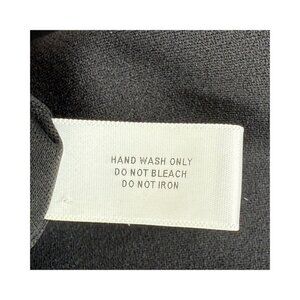 HAND WASH ONLY
DO NOT BLEACH
DO NOT IRON